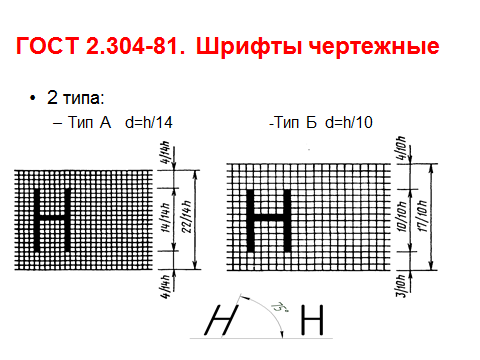 ГОСТ 2.304-81. Шрифты чертежные
• 2 типа:
– Тип А d=h/14
-Тип Б d=h/10
4/14h
14/14h
22/14h
4/14h
Н
4/10h
10/10h
17/10h
3/10h
Н
Н
75°
Н